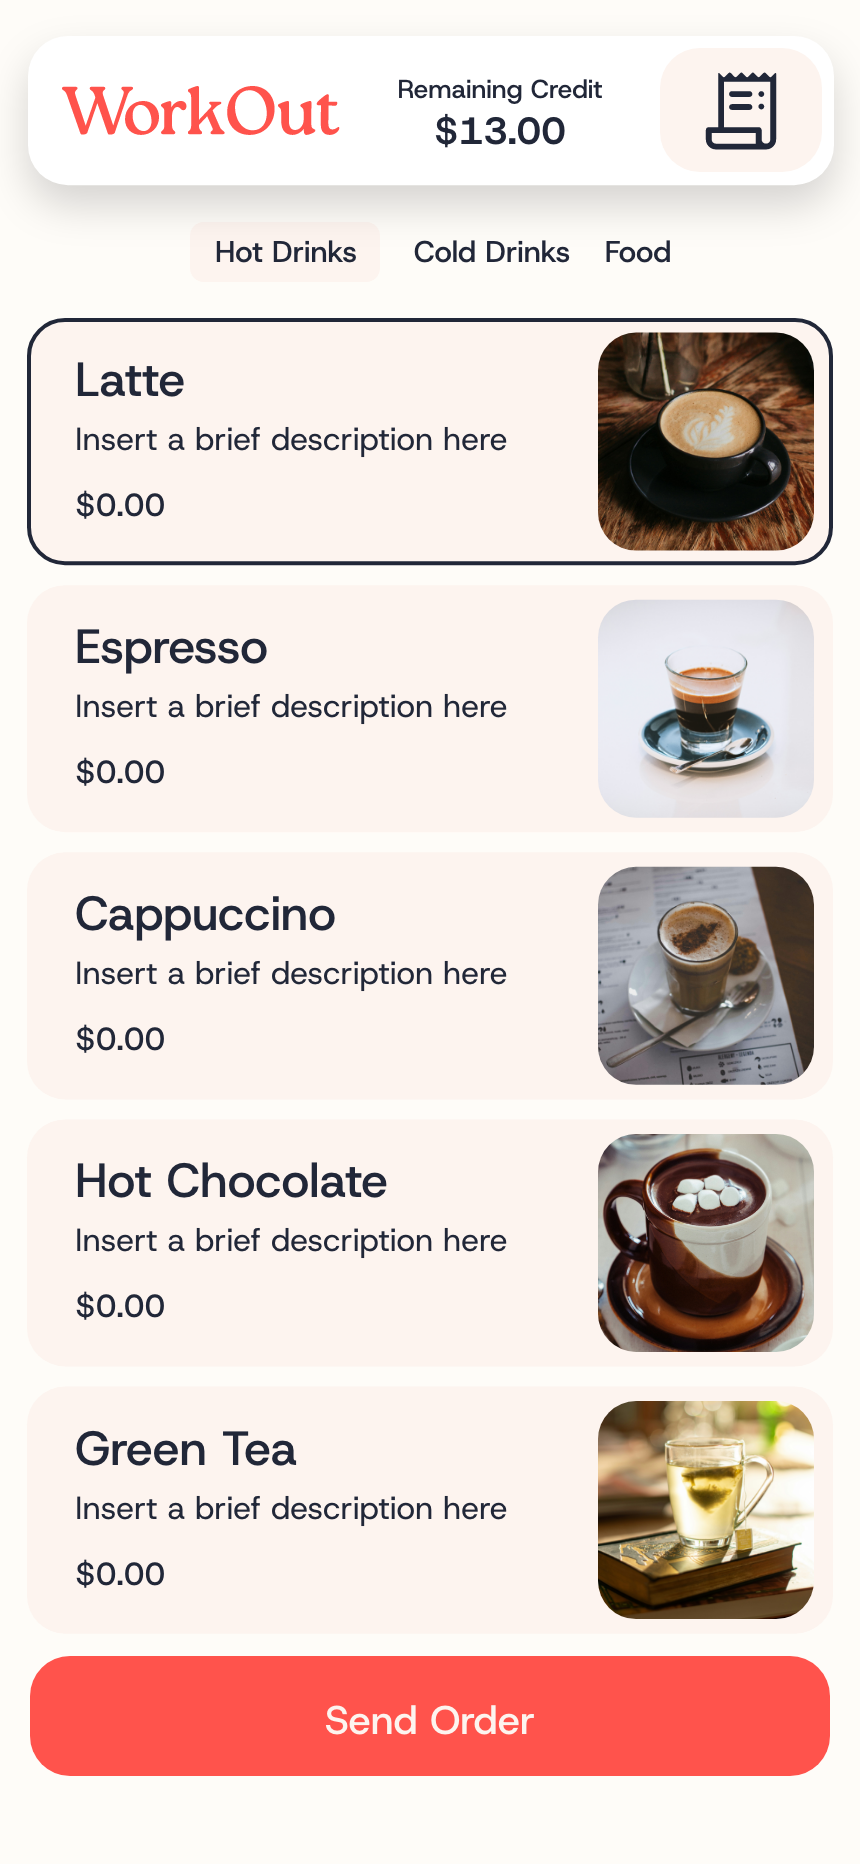 WorkOut
Remaining Credit
$13.00
Hot Drinks
Cold Drinks
Food
Latte
Insert a brief description here
$0.00
Espresso
Insert a brief description here
$0.00
Cappuccino
Insert a brief description here
$0.00
Hot Chocolate
Insert a brief description here
$0.00
Green Tea
Insert a brief description here
$0.00
Send Order